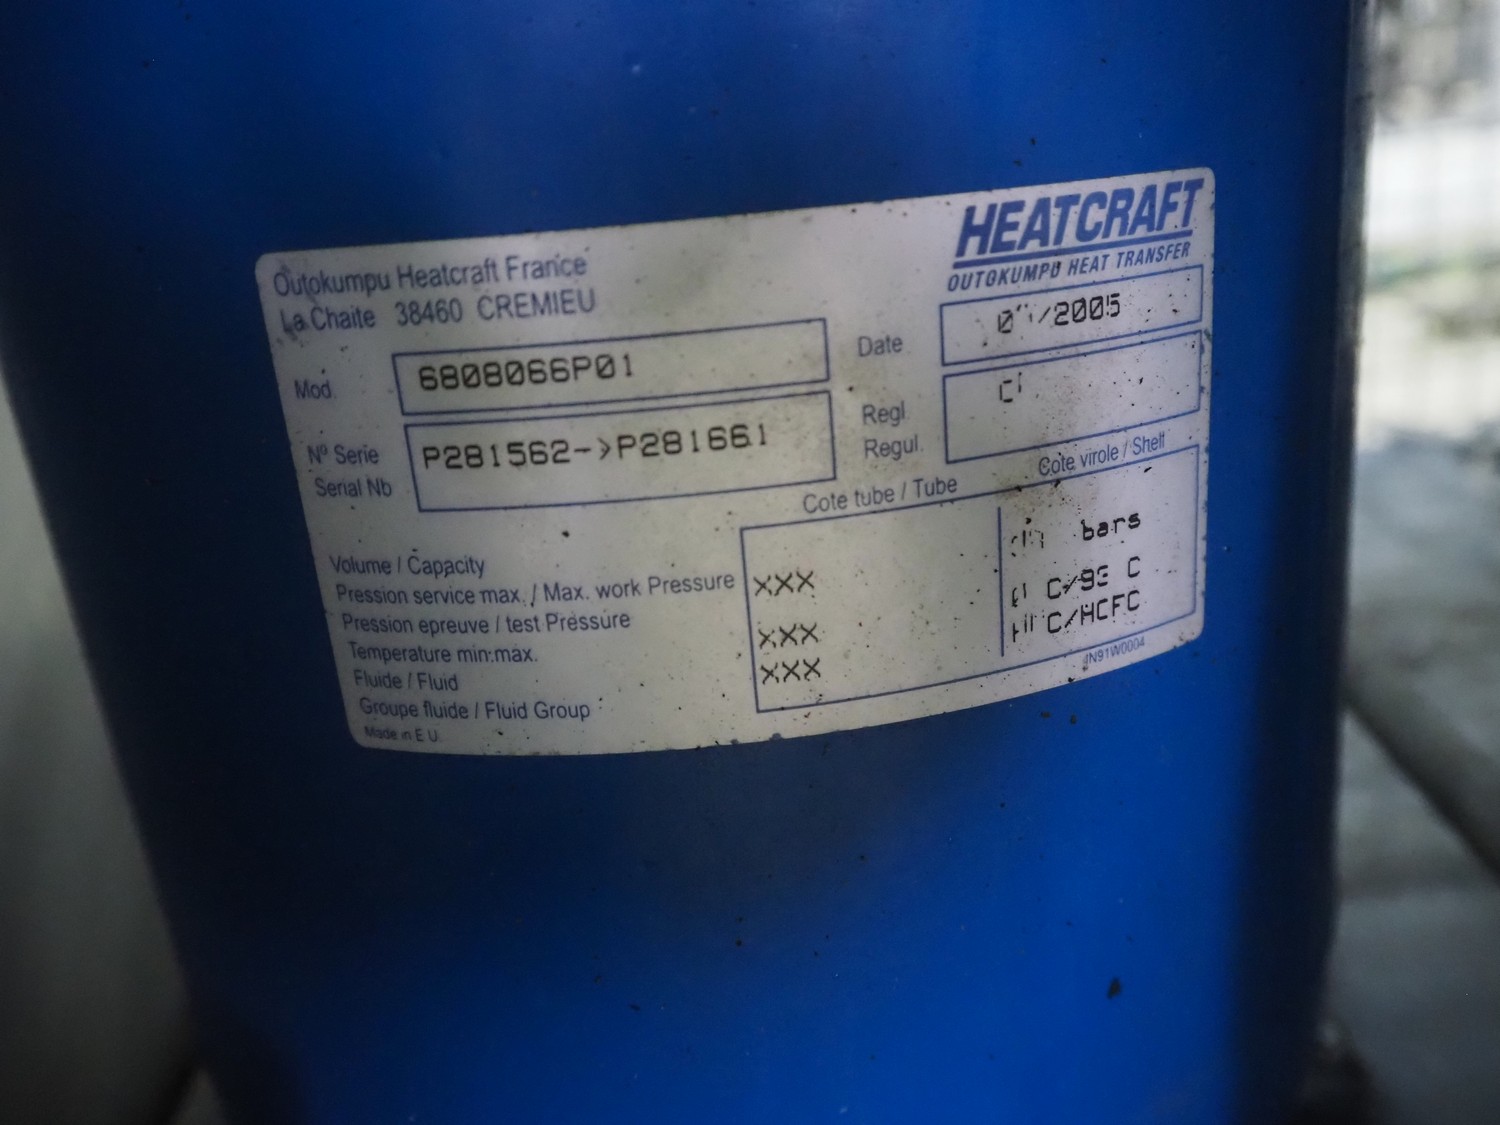 HEATCRAFT
OUTOKUMPU HEAT TRANSFER
Outokumpu Heatcraft France
La Chaite 38460 CREMIEU
Mod. 6808066P01
Date
Nº Serie
Serial Nb
P281562->P281661
Regl.
Regul.
Cote tube / Tube
Cote virole / Shell
Volume / Capacity
Pression service max. / Max. work Pressure XXX
bars
Pression epreuve / test Pressure
Temperature min:max. XXX
Fluide / Fluid XXX
C/HCFC
Groupe fluide / Fluid Group
IN91W0004
Made in E U